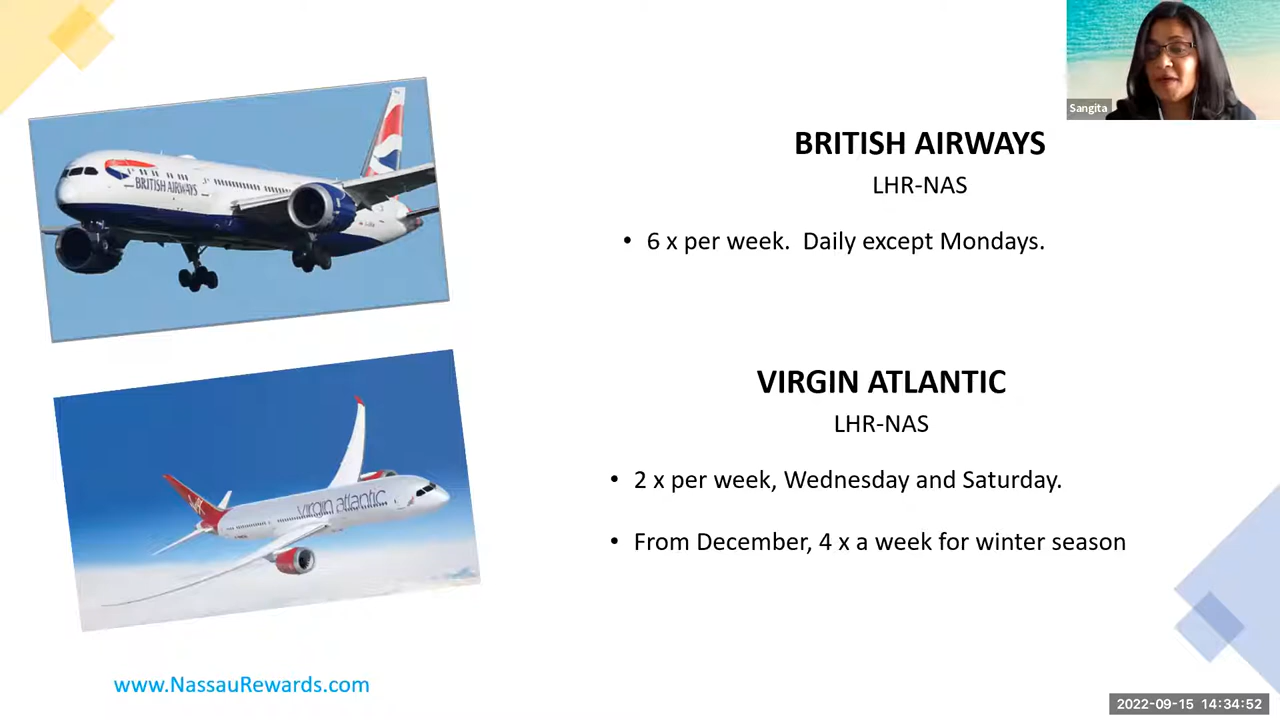 Sangita
BRITISH AIRWAYS
BRITISH AIRWAYS
LHR-NAS
• 6 x per week.  Daily except Mondays.
virgin atlantic
VIRGIN ATLANTIC
LHR-NAS
• 2 x per week, Wednesday and Saturday.
• From December, 4 x a week for winter season
www.NassauRewards.com
2022-09-15 14:34:52